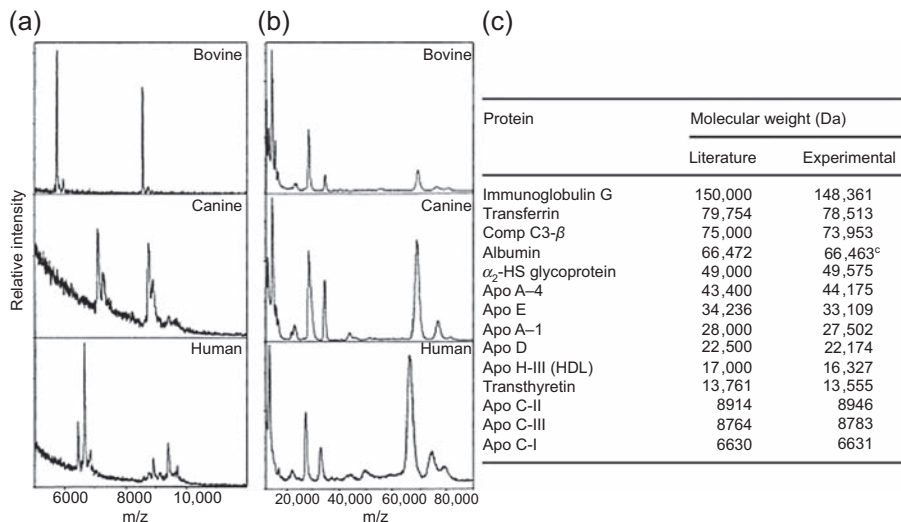 (a)
Bovine
Canine
Human
Relative intensity
6000 8000 10,000
m/z
(b)
Bovine
Canine
Human
20,000 40,000 60,000 80,000
m/z
(c)
Protein Molecular weight (Da)
Literature Experimental
Immunoglobulin G 150,000 148,361
Transferrin 79,754 78,513
Comp C3-β 75,000 73,953
Albumin 66,472 66,463ᶜ
α₂-HS glycoprotein 49,000 49,575
Apo A–4 43,400 44,175
Apo E 34,236 33,109
Apo A–1 28,000 27,502
Apo D 22,500 22,174
Apo H-III (HDL) 17,000 16,327
Transthyretin 13,761 13,555
Apo C-II 8914 8946
Apo C-III 8764 8783
Apo C-I 6630 6631